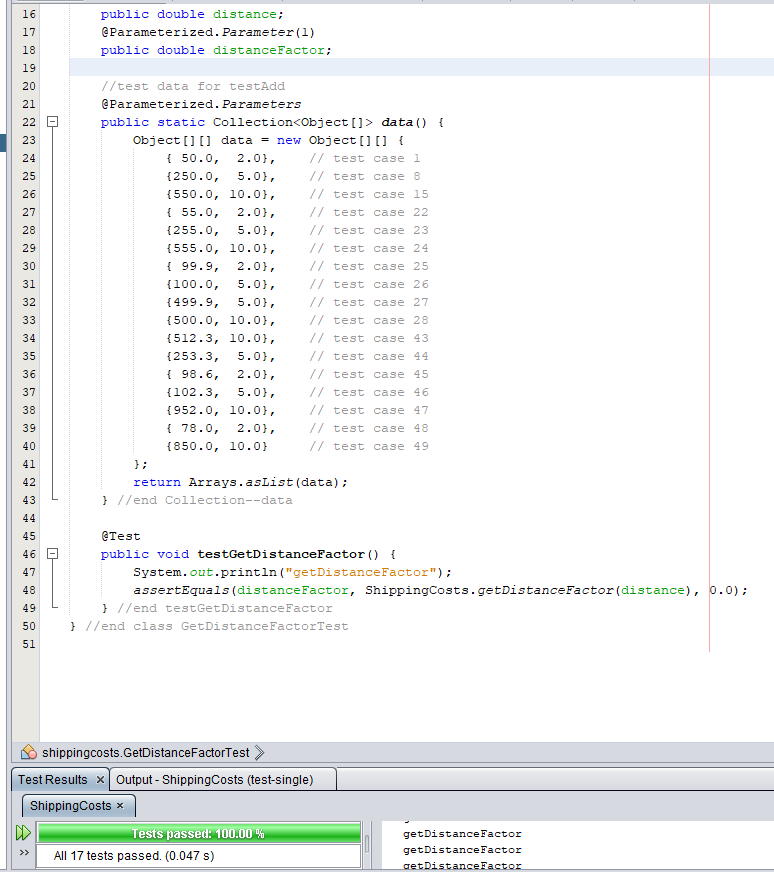 16 public double distance;
17 @Parameterized.Parameter(1)
18 public double distanceFactor;
19
20 //test data for testAdd
21 @Parameterized.Parameters
22 public static Collection<Object[]> data() {
23 Object[][] data = new Object[][] {
24 { 50.0, 2.0}, // test case 1
25 {250.0, 5.0}, // test case 8
26 {550.0, 10.0}, // test case 15
27 { 55.0, 2.0}, // test case 22
28 {255.0, 5.0}, // test case 23
29 {555.0, 10.0}, // test case 24
30 { 99.9, 2.0}, // test case 25
31 {100.0, 5.0}, // test case 26
32 {499.9, 5.0}, // test case 27
33 {500.0, 10.0}, // test case 28
34 {512.3, 10.0}, // test case 43
35 {253.3, 5.0}, // test case 44
36 { 98.6, 2.0}, // test case 45
37 {102.3, 5.0}, // test case 46
38 {952.0, 10.0}, // test case 47
39 { 78.0, 2.0}, // test case 48
40 {850.0, 10.0} // test case 49
41 };
42 return Arrays.asList(data);
43 } //end Collection--data
44
45 @Test
46 public void testGetDistanceFactor() {
47 System.out.println("getDistanceFactor");
48 assertEquals(distanceFactor, ShippingCosts.getDistanceFactor(distance), 0.0);
49 } //end testGetDistanceFactor
50 } //end class GetDistanceFactorTest
51
shippingcosts.GetDistanceFactorTest
Test Results × Output - ShippingCosts (test-single)
ShippingCosts ×
Tests passed: 100.00 %
All 17 tests passed. (0.047 s)
getDistanceFactor
getDistanceFactor
getDistanceFactor